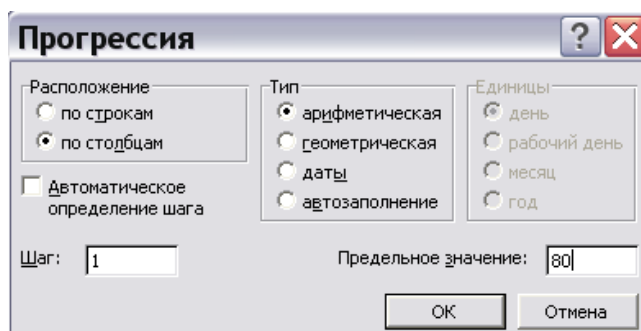 Прогрессия
Расположение
по строкам
по столбцам
Автоматическое
определение шага
Тип
арифметическая
геометрическая
даты
автозаполнение
Единицы
день
рабочий день
месяц
год
Шаг: 1
Предельное значение: 80
ОК
Отмена